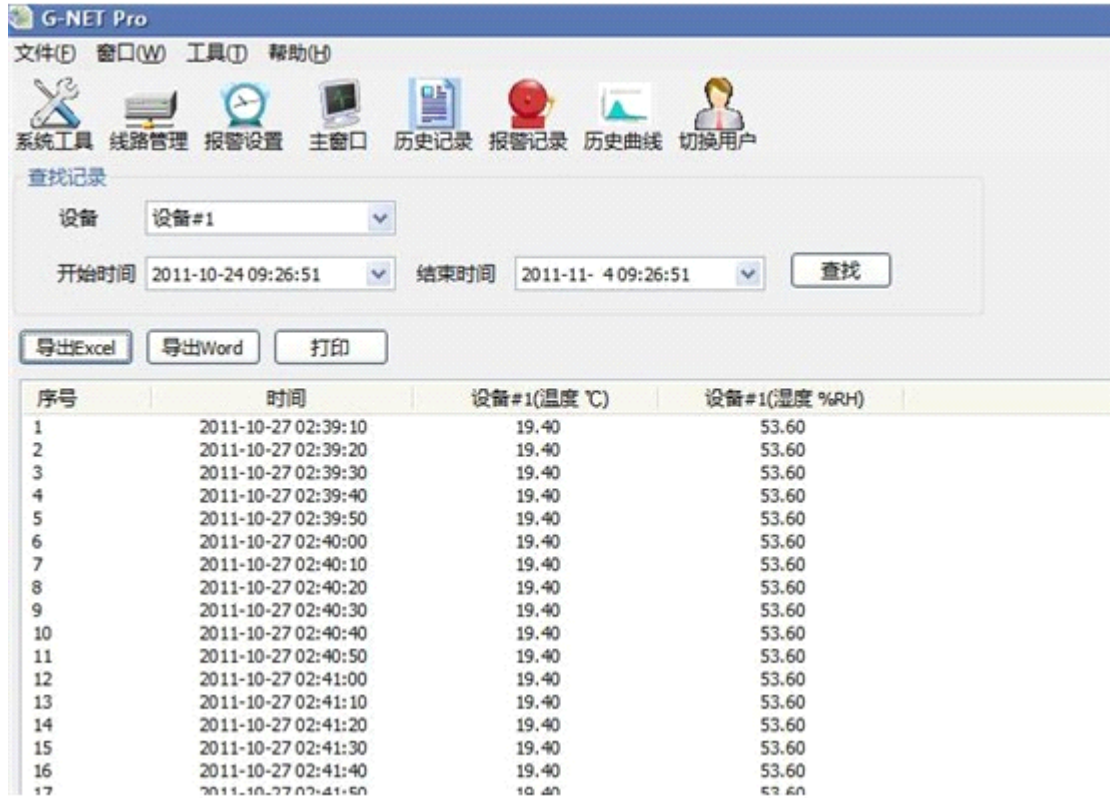 G-NET Pro
文件(F) 窗口(W) 工具(T) 帮助(H)
系统工具 线路管理 报警设置 主窗口 历史记录 报警记录 历史曲线 切换用户
查找记录
设备 设备#1
开始时间 2011-10-24 09:26:51 结束时间 2011-11- 4 09:26:51 查找
导出Excel 导出Word 打印
序号 时间 设备#1(温度 ℃) 设备#1(湿度 %RH)
1 2011-10-27 02:39:10 19.40 53.60
2 2011-10-27 02:39:20 19.40 53.60
3 2011-10-27 02:39:30 19.40 53.60
4 2011-10-27 02:39:40 19.40 53.60
5 2011-10-27 02:39:50 19.40 53.60
6 2011-10-27 02:40:00 19.40 53.60
7 2011-10-27 02:40:10 19.40 53.60
8 2011-10-27 02:40:20 19.40 53.60
9 2011-10-27 02:40:30 19.40 53.60
10 2011-10-27 02:40:40 19.40 53.60
11 2011-10-27 02:40:50 19.40 53.60
12 2011-10-27 02:41:00 19.40 53.60
13 2011-10-27 02:41:10 19.40 53.60
14 2011-10-27 02:41:20 19.40 53.60
15 2011-10-27 02:41:30 19.40 53.60
16 2011-10-27 02:41:40 19.40 53.60
17 2011-10-27 02:41:50 19.40 53.60